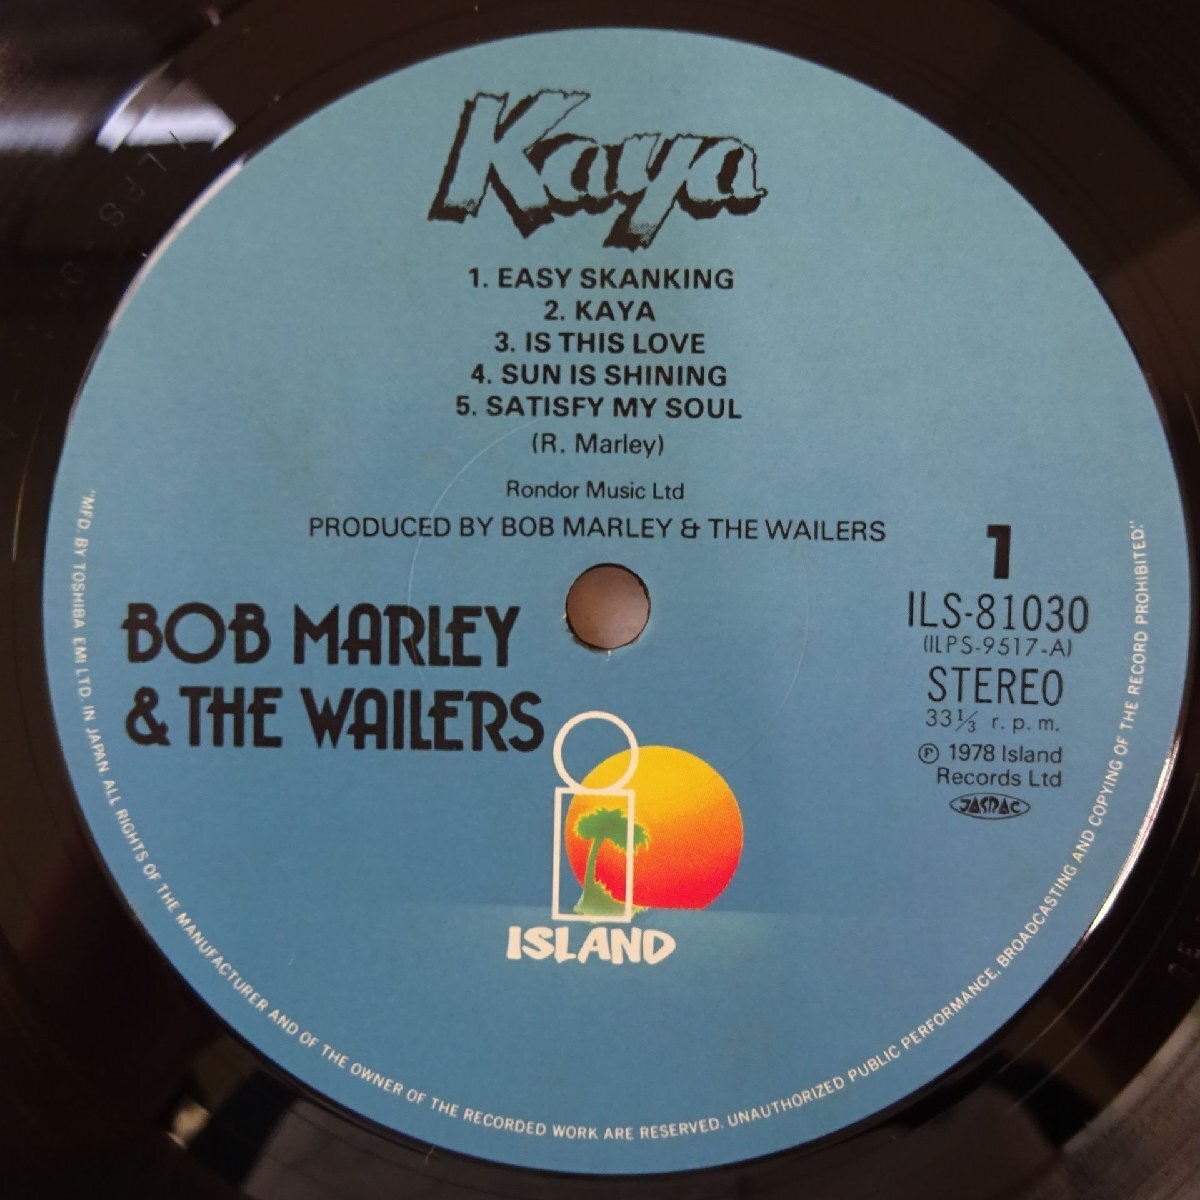 Kaya
1. EASY SKANKING
2. KAYA
3. IS THIS LOVE
4. SUN IS SHINING
5. SATISFY MY SOUL
(R. Marley)
Rondor Music Ltd
PRODUCED BY BOB MARLEY & THE WAILERS
1
ILS-81030
(ILPS-9517-A)
STEREO
33⅓ r.p.m.
Ⓟ 1978 Island
Records Ltd
JASRAC
BOB MARLEY
& THE WAILERS
ISLAND
"MFD. BY TOSHIBA EMI LTD. IN JAPAN ALL RIGHTS OF THE MANUFACTURER AND OF THE OWNER OF THE RECORDED WORK ARE RESERVED. UNAUTHORIZED PUBLIC PERFORMANCE, BROADCASTING AND COPYING OF THE RECORD PROHIBITED."